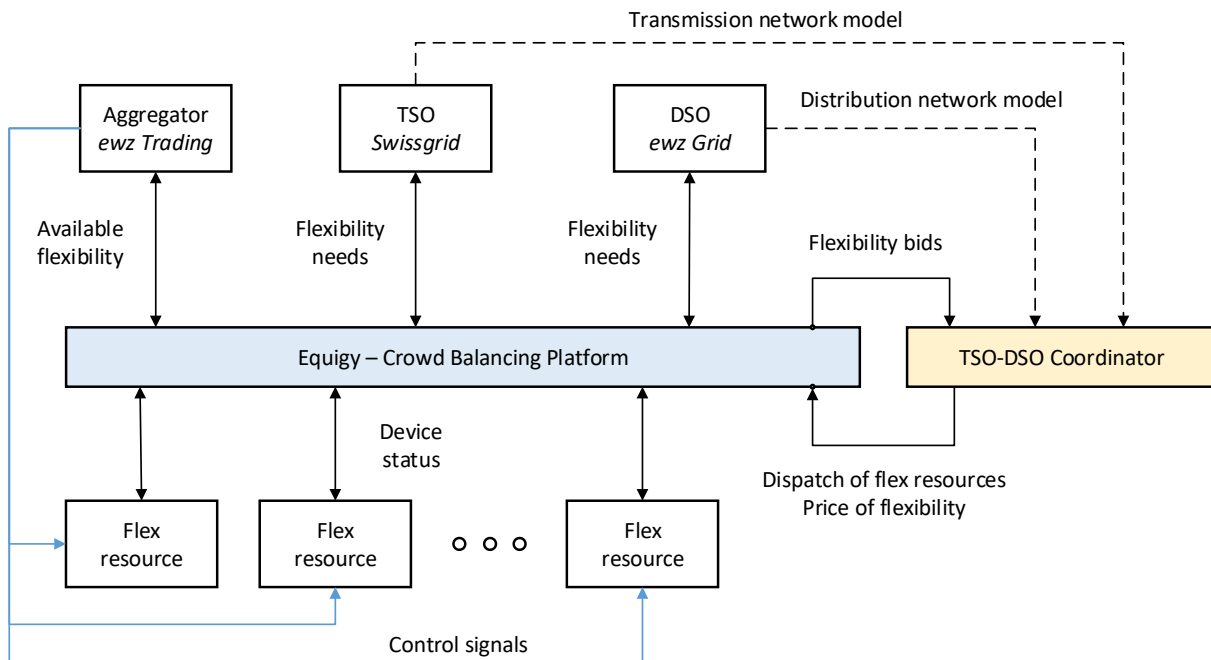 Transmission network model
Aggregator
ewz Trading
TSO
Swissgrid
DSO
ewz Grid
Distribution network model
Available
flexibility
Flexibility
needs
Flexibility
needs
Flexibility bids
Equigy – Crowd Balancing Platform
TSO-DSO Coordinator
Device
status
Dispatch of flex resources
Price of flexibility
Flex
resource
Flex
resource
Flex
resource
Control signals